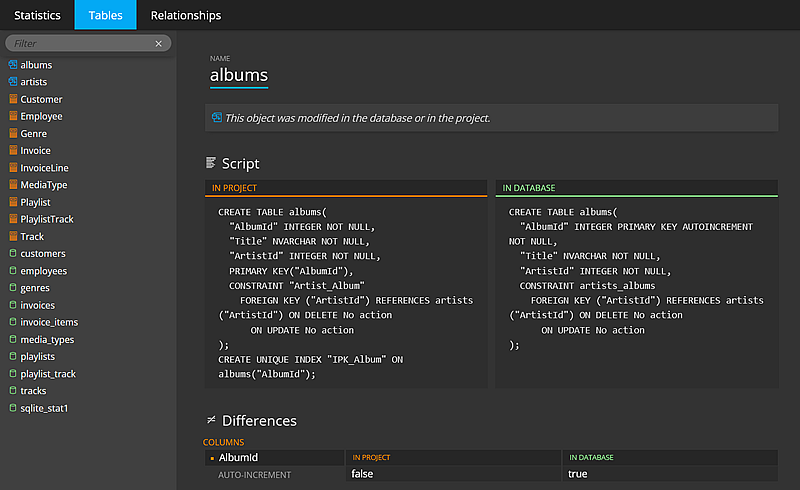 Statistics Tables Relationships
Filter
albums
artists
Customer
Employee
Genre
Invoice
InvoiceLine
MediaType
Playlist
PlaylistTrack
Track
customers
employees
genres
invoices
invoice_items
media_types
playlists
playlist_track
tracks
sqlite_stat1
NAME
albums
This object was modified in the database or in the project.
Script
IN PROJECT
CREATE TABLE albums(
"AlbumId" INTEGER NOT NULL,
"Title" NVARCHAR NOT NULL,
"ArtistId" INTEGER NOT NULL,
PRIMARY KEY("AlbumId"),
CONSTRAINT "Artist_Album"
FOREIGN KEY ("ArtistId") REFERENCES artists
("ArtistId") ON DELETE No action
ON UPDATE No action
);
CREATE UNIQUE INDEX "IPK_Album" ON
albums("AlbumId");
IN DATABASE
CREATE TABLE albums(
"AlbumId" INTEGER PRIMARY KEY AUTOINCREMENT
NOT NULL,
"Title" NVARCHAR NOT NULL,
"ArtistId" INTEGER NOT NULL,
CONSTRAINT artists_albums
FOREIGN KEY ("ArtistId") REFERENCES artists
("ArtistId") ON DELETE No action
ON UPDATE No action
);
Differences
COLUMNS
AlbumId IN PROJECT IN DATABASE
AUTO-INCREMENT false true